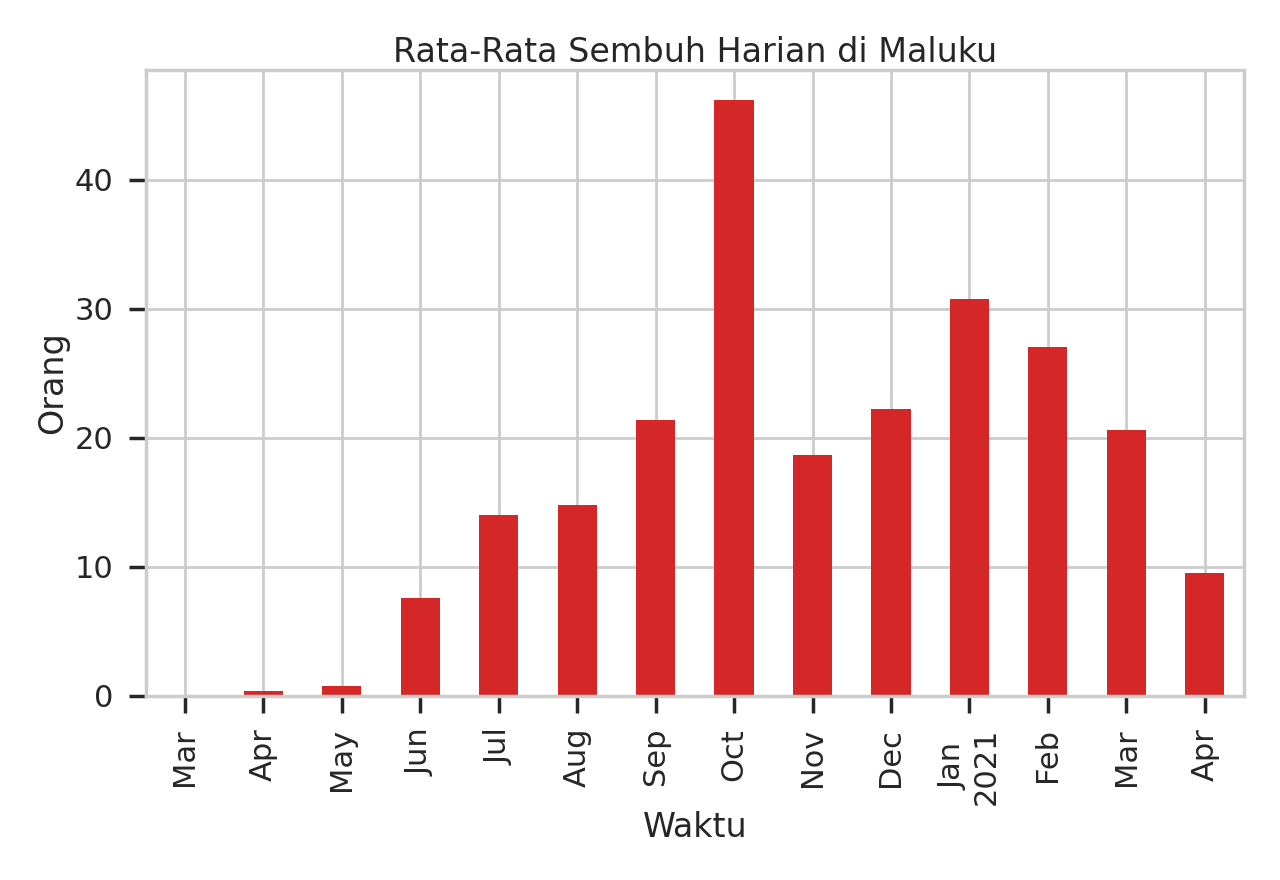 Rata-Rata Sembuh Harian di Maluku
Orang
40
30
20
10
0
Mar
Apr
May
Jun
Jul
Aug
Sep
Oct
Nov
Dec
Jan
2021
Feb
Mar
Apr
Waktu